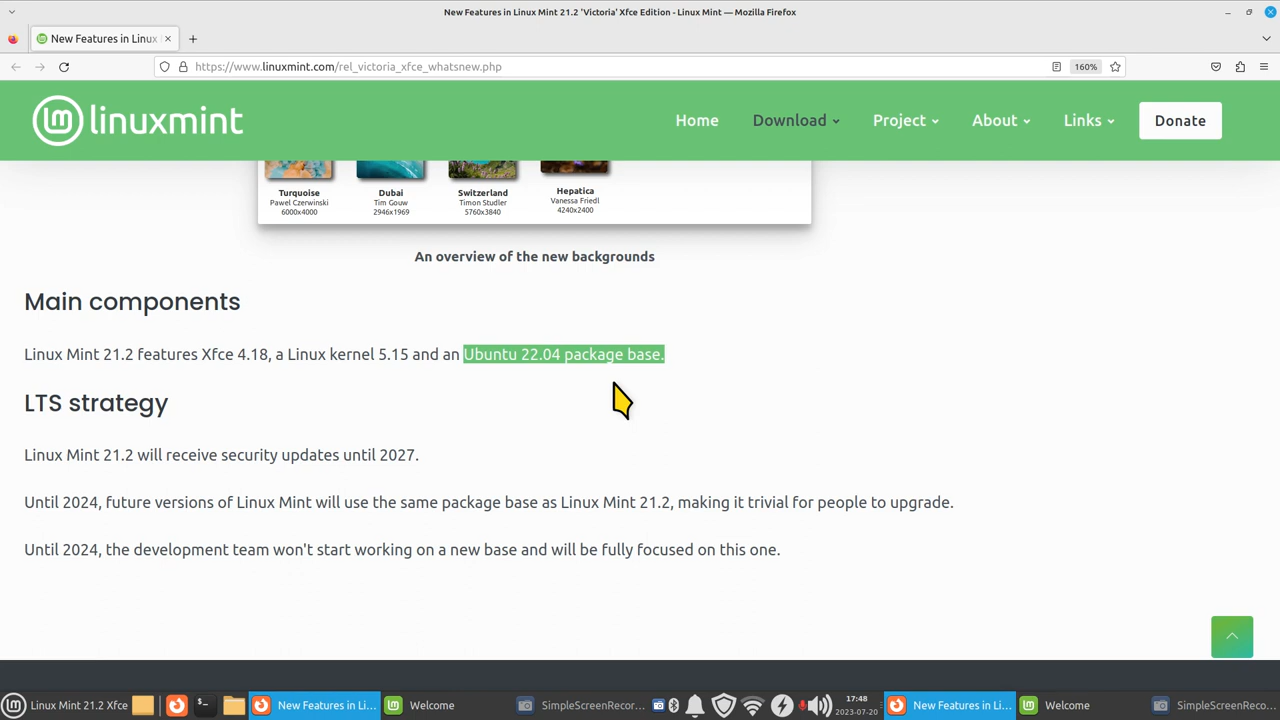 New Features in Linux Mint 21.2 'Victoria' Xfce Edition - Linux Mint — Mozilla Firefox
New Features in Linux
https://www.linuxmint.com/rel_victoria_xfce_whatsnew.php
160%
linuxmint
Home
Download
Project
About
Links
Donate
Turquoise
Pawel Czerwinski
6000x4000
Dubai
Tim Gouw
2946x1969
Switzerland
Timon Studler
5760x3840
Hepatica
Vanessa Friedl
4240x2400
An overview of the new backgrounds
Main components
Linux Mint 21.2 features Xfce 4.18, a Linux kernel 5.15 and an Ubuntu 22.04 package base.
LTS strategy
Linux Mint 21.2 will receive security updates until 2027.
Until 2024, future versions of Linux Mint will use the same package base as Linux Mint 21.2, making it trivial for people to upgrade.
Until 2024, the development team won't start working on a new base and will be fully focused on this one.
Linux Mint 21.2 Xfce
New Features in Li...
Welcome
SimpleScreenRecor...
17:48
2023-07-20
New Features in Li...
Welcome
SimpleScreenReco...